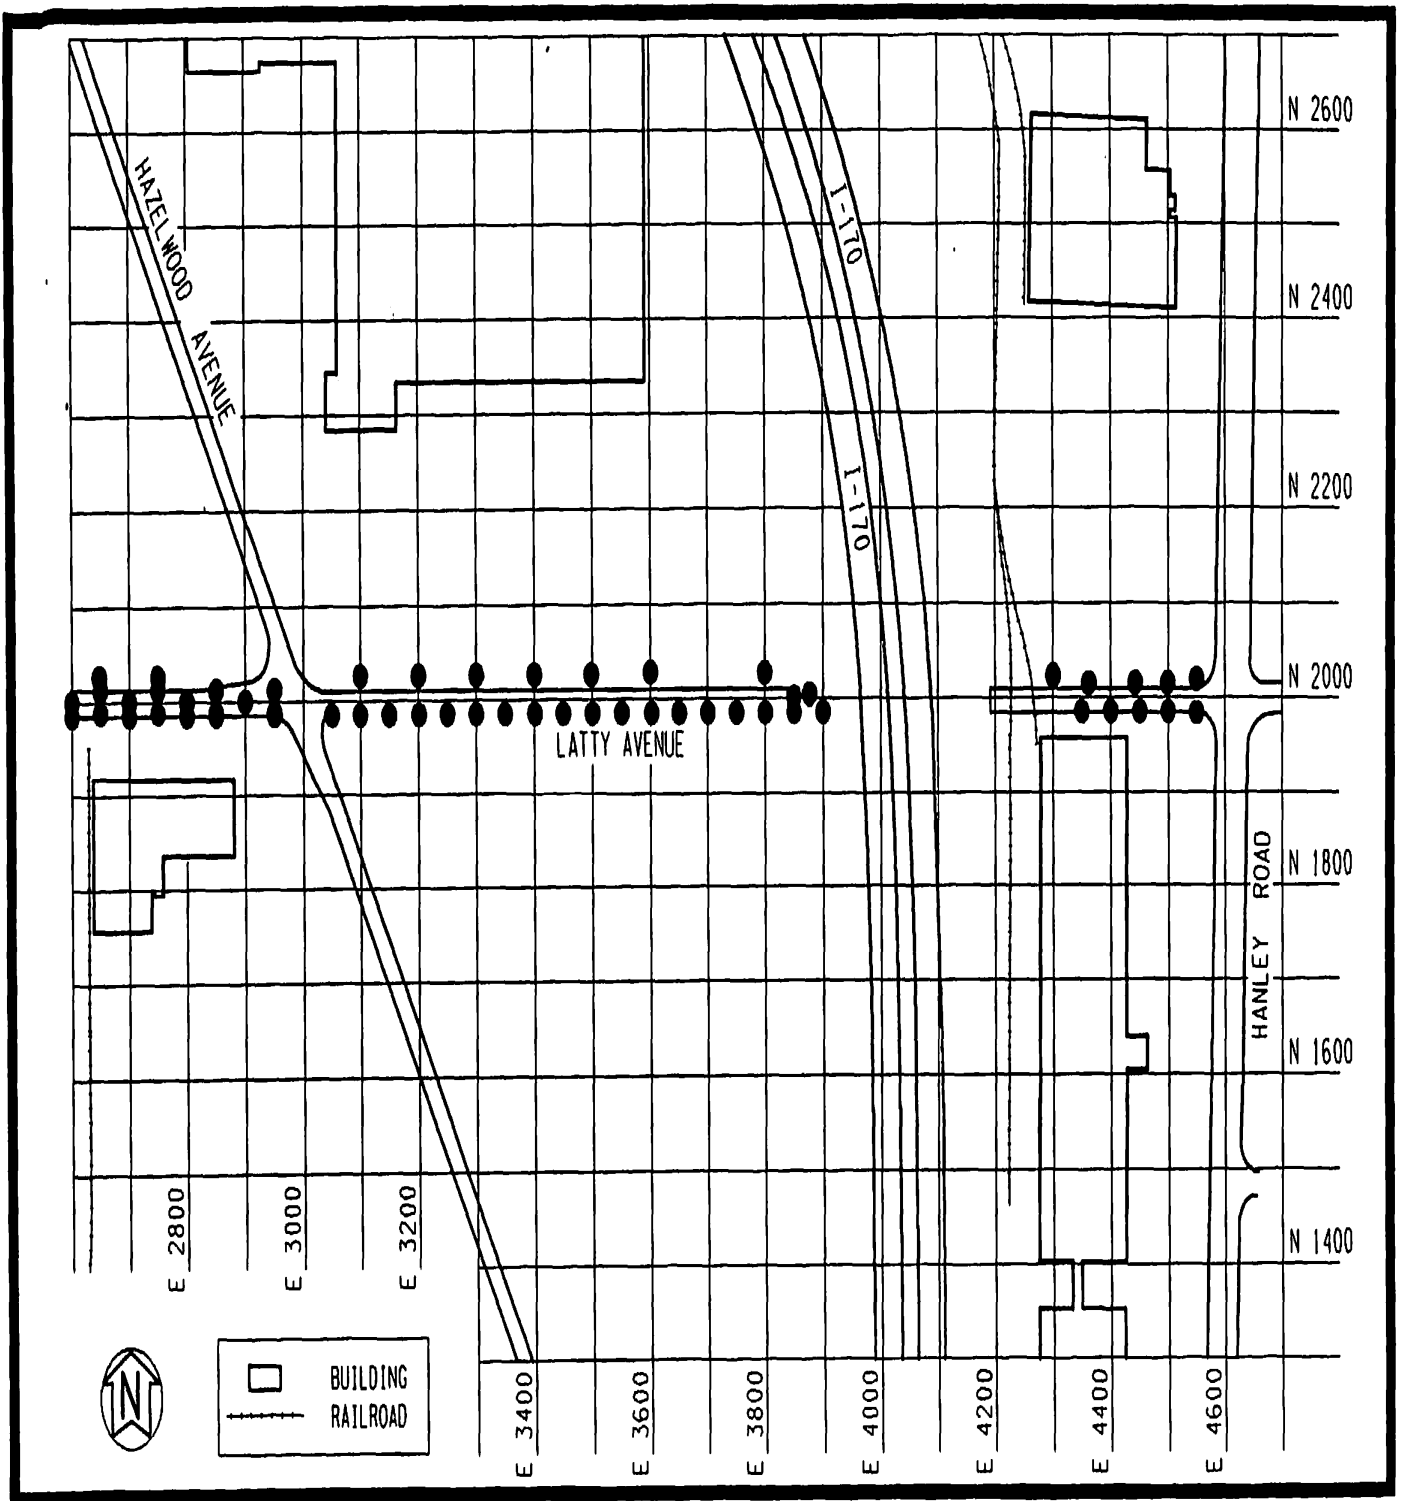 N 2600
HAZELWOOD AVENUE
I-170
N 2400
I-170
N 2200
N 2000
LATTY AVENUE
N 1800
HANLEY ROAD
N 1600
N 1400
E 2800
E 3000
E 3200
E 3400
E 3600
E 3800
E 4000
E 4200
E 4400
E 4600
N
BUILDING
RAILROAD